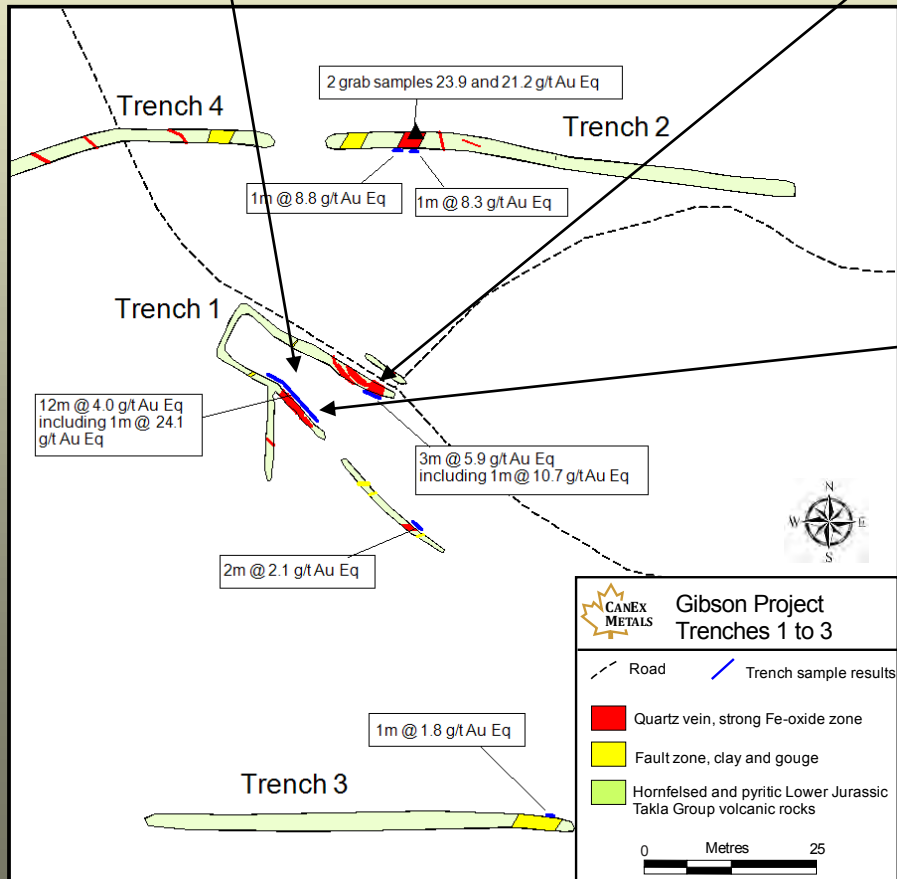 2 grab samples 23.9 and 21.2 g/t Au Eq
Trench 4
Trench 2
1m @ 8.8 g/t Au Eq
1m @ 8.3 g/t Au Eq
Trench 1
12m @ 4.0 g/t Au Eq
including 1m @ 24.1
g/t Au Eq
3m @ 5.9 g/t Au Eq
including 1m @ 10.7 g/t Au Eq
N
W E
S
2m @ 2.1 g/t Au Eq
CANEX
METALS
Gibson Project
Trenches 1 to 3
Road
Trench sample results
Quartz vein, strong Fe-oxide zone
Fault zone, clay and gouge
Hornfelsed and pyritic Lower Jurassic
Takla Group volcanic rocks
0 Metres 25
1m @ 1.8 g/t Au Eq
Trench 3